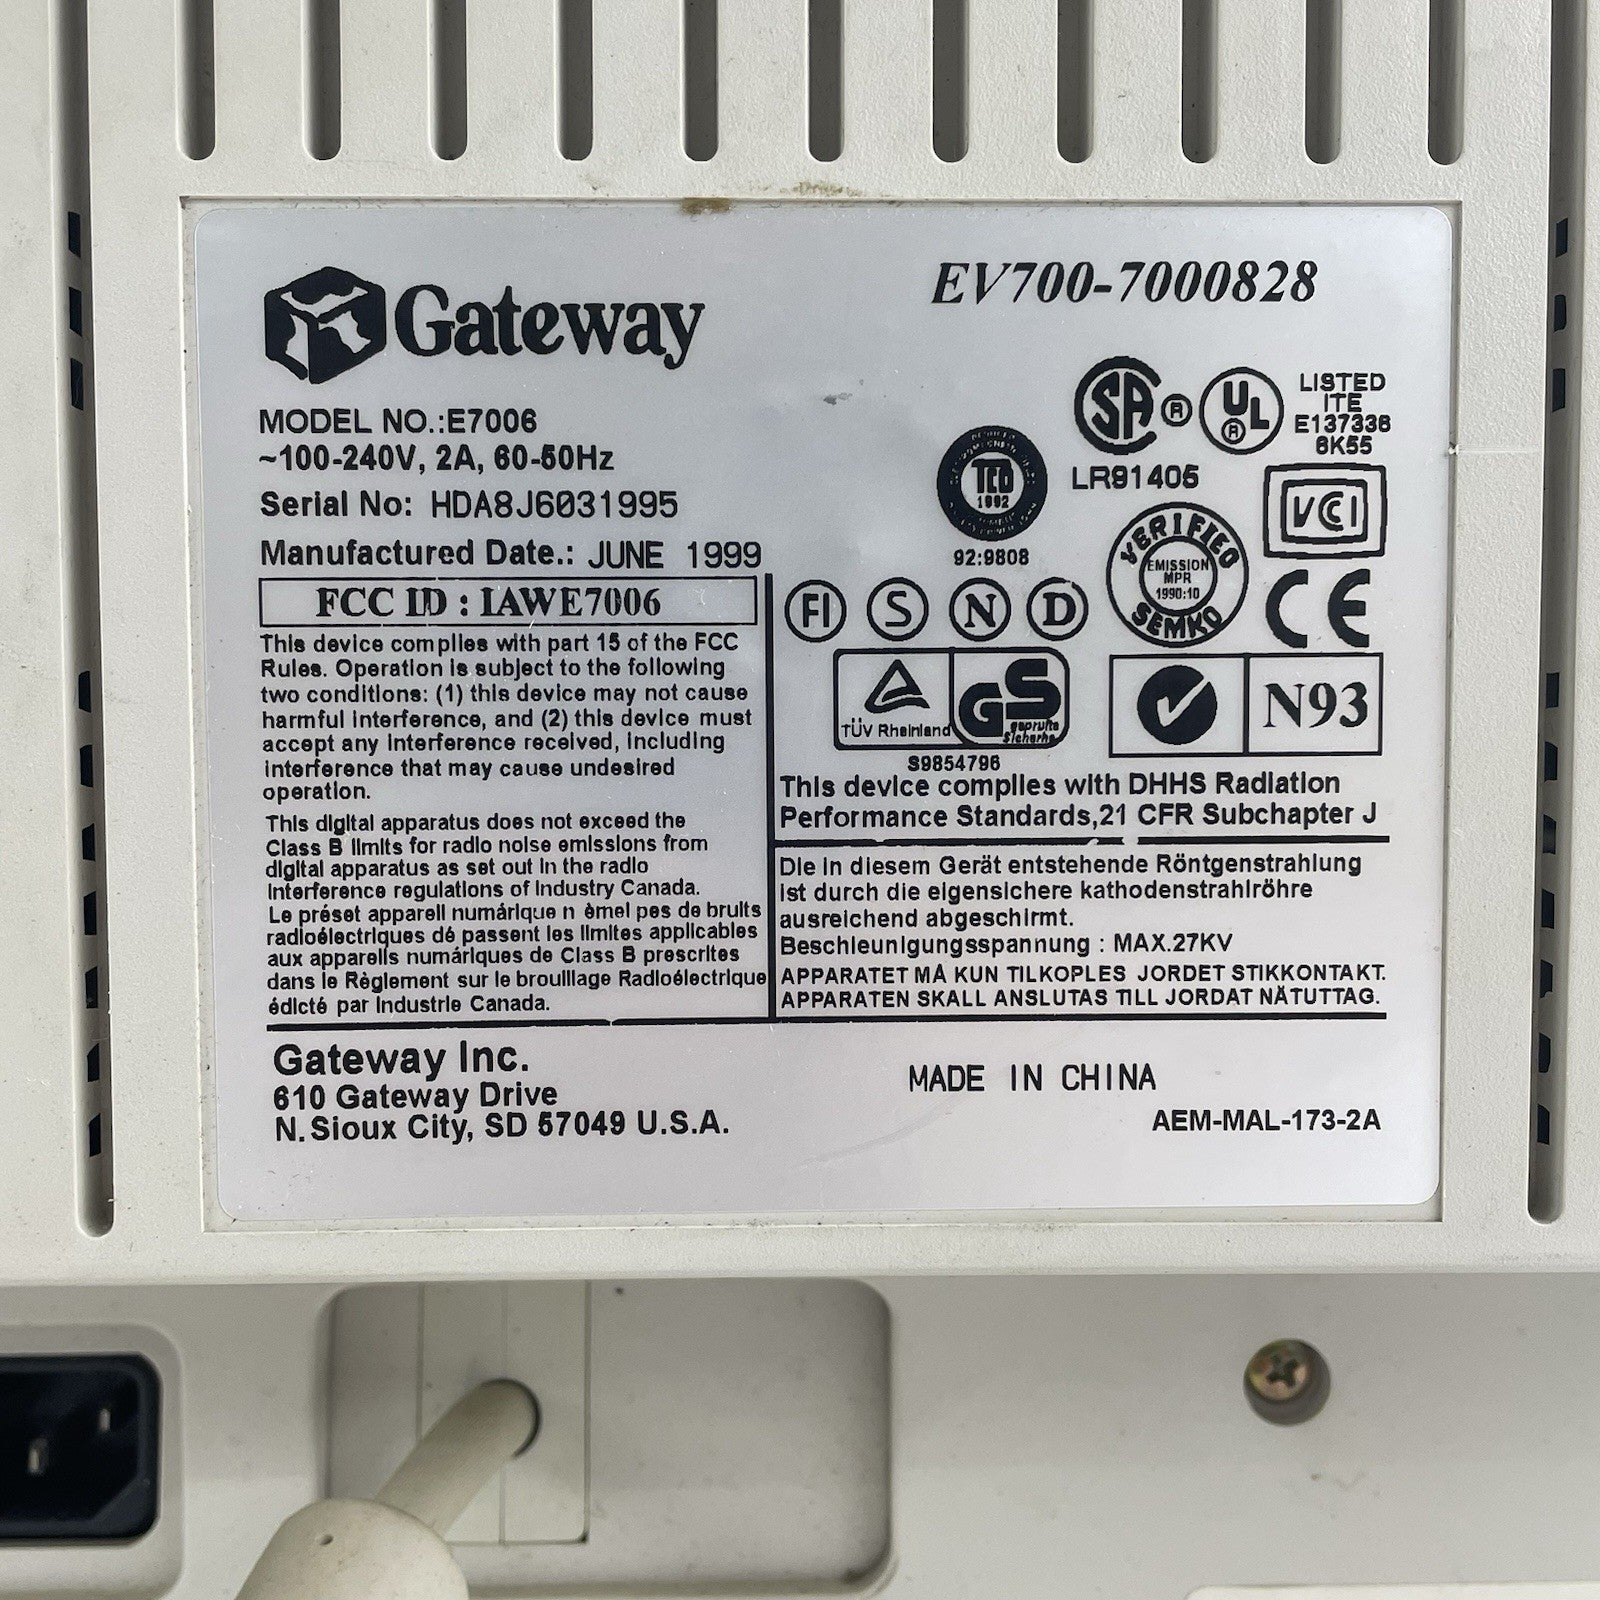 Gateway
EV700-7000828
MODEL NO.:E7006
~100-240V, 2A, 60-50Hz
Serial No: HDA8J6031995
Manufactured Date.: JUNE 1999
FCC ID : IAWE7006
This device complies with part 15 of the FCC
Rules. Operation is subject to the following
two conditions: (1) this device may not cause
harmful interference, and (2) this device must
accept any interference received, including
interference that may cause undesired
operation.
This digital apparatus does not exceed the
Class B limits for radio noise emissions from
digital apparatus as set out in the radio
Interference regulations of Industry Canada.
Le préset appareil numárique n èmel pes de bruits
radioélectriques dé passent les limites applicables
aux appareils numáriques de Class B prescrites
dans le Règlement sur le brouillage Radioélectrique
édicté par Industrie Canada.
SA ®
UL ®
LISTED
ITE
E137338
6K55
LR91405
TCO
1992
92:9808
VERIFIED
EMISSION
MPR
1990:10
SEMKO
VCCI
FI S N D
CE
TÜV Rheinland
GS
geprüfte
Sicherhe
S9854796
N93
This device complies with DHHS Radiation
Performance Standards,21 CFR Subchapter J
Die in diesem Gerät entstehende Röntgenstrahlung
ist durch die eigensichere kathodenstrahlröhre
ausreichend abgeschirmt.
Beschleunigungsspannung : MAX.27KV
APPARATET MÅ KUN TILKOPLES JORDET STIKKONTAKT.
APPARATEN SKALL ANSLUTAS TILL JORDAT NÄTUTTAG.
Gateway Inc.
610 Gateway Drive
N. Sioux City, SD 57049 U.S.A.
MADE IN CHINA
AEM-MAL-173-2A